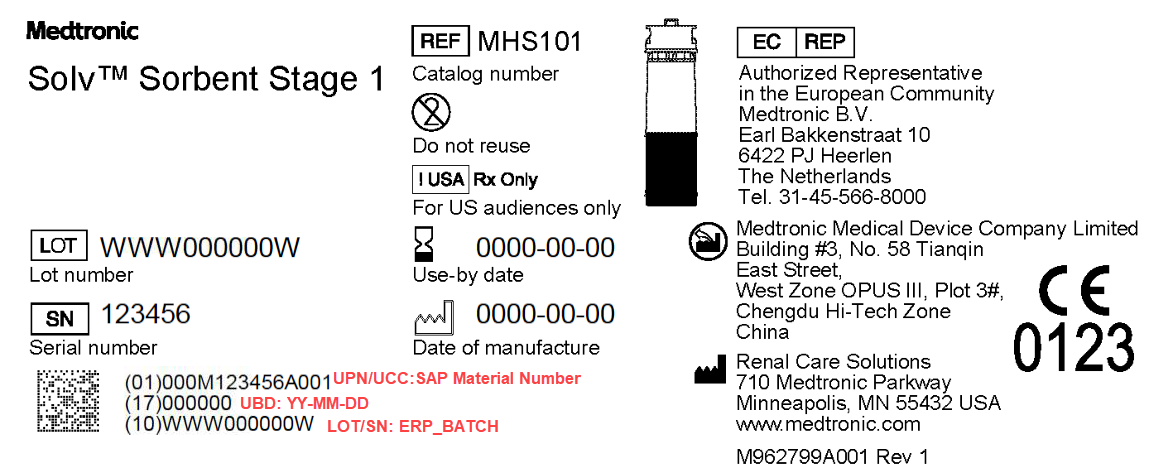 Medtronic
Solv™ Sorbent Stage 1
LOT WWW000000W
Lot number
SN 123456
Serial number
(01)000M123456A001 UPN/UCC:SAP Material Number
(17)000000 UBD: YY-MM-DD
(10)WWW000000W LOT/SN: ERP_BATCH
REF MHS101
Catalog number
2
Do not reuse
! USA Rx Only
For US audiences only
0000-00-00
Use-by date
0000-00-00
Date of manufacture
EC REP
Authorized Representative
in the European Community
Medtronic B.V.
Earl Bakkenstraat 10
6422 PJ Heerlen
The Netherlands
Tel. 31-45-566-8000
Medtronic Medical Device Company Limited
Building #3, No. 58 Tianqin
East Street,
West Zone OPUS III, Plot 3#,
Chengdu Hi-Tech Zone
China
CE
0123
Renal Care Solutions
710 Medtronic Parkway
Minneapolis, MN 55432 USA
www.medtronic.com
M962799A001 Rev 1